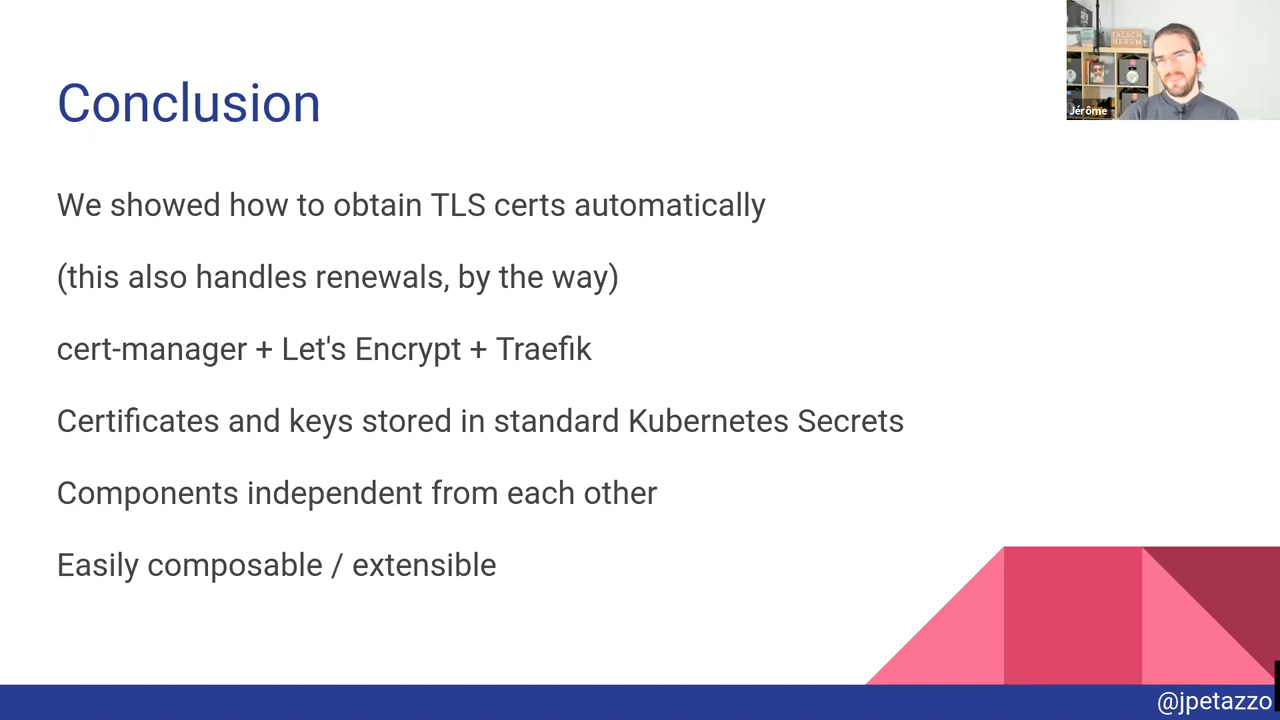 Conclusion
We showed how to obtain TLS certs automatically
(this also handles renewals, by the way)
cert-manager + Let's Encrypt + Traefik
Certificates and keys stored in standard Kubernetes Secrets
Components independent from each other
Easily composable / extensible
FALSCH
HERUM
Jérôme
@jpetazzo